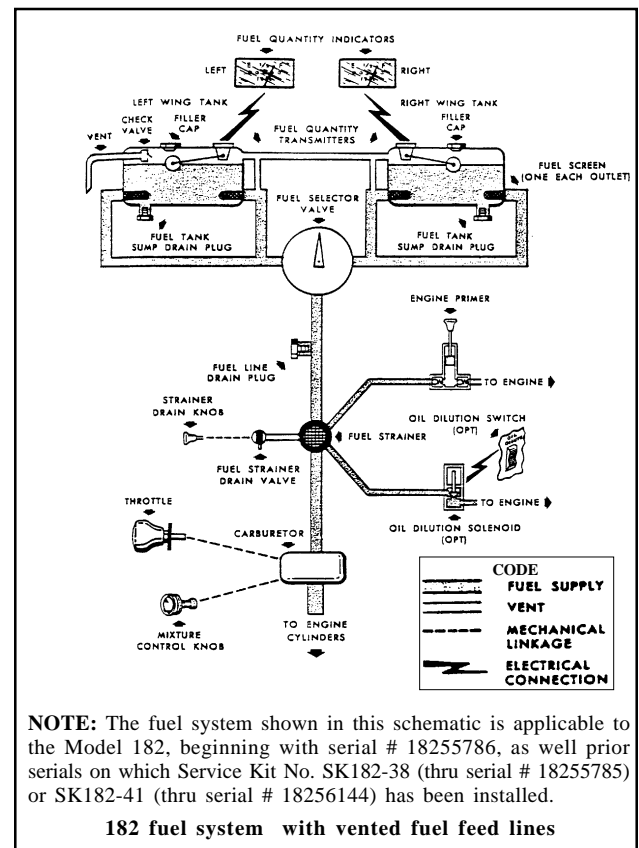 FUEL QUANTITY INDICATORS
LEFT
RIGHT
LEFT WING TANK
RIGHT WING TANK
CHECK
VALVE
FILLER
CAP
VENT
FUEL QUANTITY
TRANSMITTERS
FILLER
CAP
FUEL SCREEN
(ONE EACH OUTLET)
FUEL SELECTOR
VALVE
FUEL TANK
SUMP DRAIN PLUG
FUEL TANK
SUMP DRAIN PLUG
ENGINE PRIMER
FUEL LINE
DRAIN PLUG
TO ENGINE
STRAINER
DRAIN KNOB
OIL DILUTION SWITCH
(OPT)
FUEL STRAINER
FUEL STRAINER
DRAIN VALVE
THROTTLE
TO ENGINE
CARBURETOR
OIL DILUTION SOLENOID
(OPT)
CODE
FUEL SUPPLY
VENT
MECHANICAL
LINKAGE
ELECTRICAL
CONNECTION
TO ENGINE
CYLINDERS
MIXTURE
CONTROL KNOB
NOTE: The fuel system shown in this schematic is applicable to
the Model 182, beginning with serial # 18255786, as well prior
serials on which Service Kit No. SK182-38 (thru serial # 18255785)
or SK182-41 (thru serial # 18256144) has been installed.
182 fuel system with vented fuel feed lines